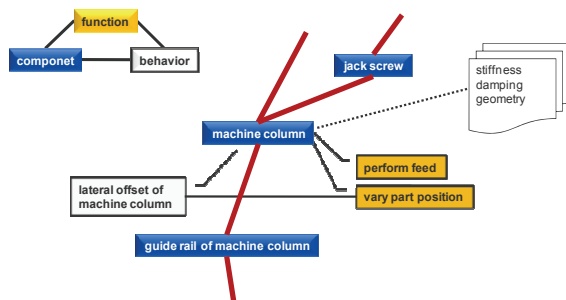 function
componet
behavior
jack screw
stiffness
damping
geometry
machine column
perform feed
lateral offset of
machine column
vary part position
guide rail of machine column